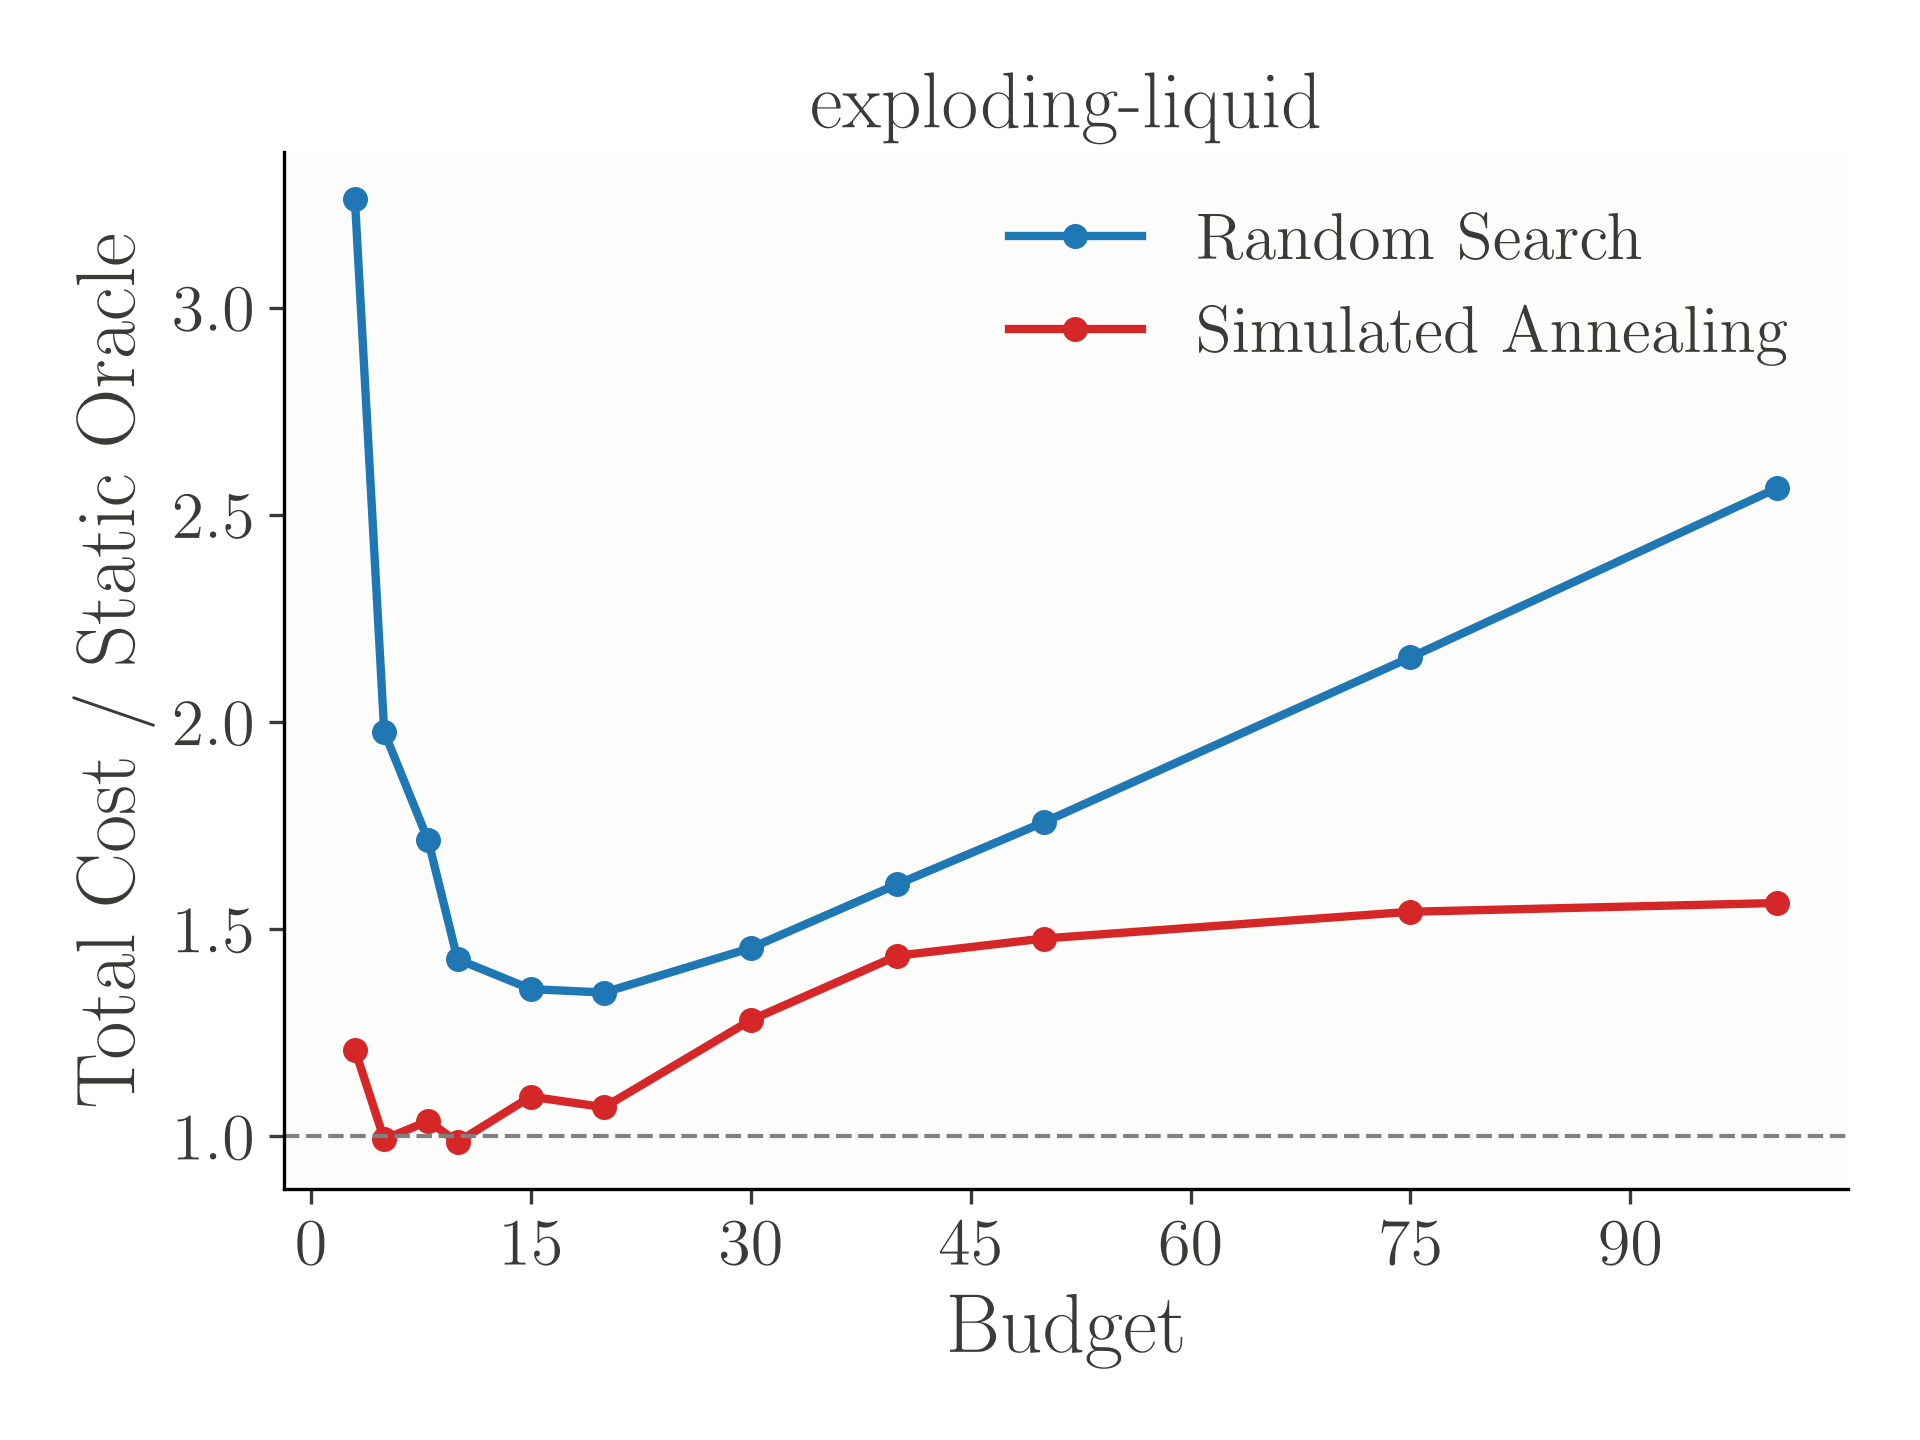 exploding-liquid
Random Search
Simulated Annealing
Total Cost / Static Oracle
3.0
2.5
2.0
1.5
1.0
0 15 30 45 60 75 90
Budget